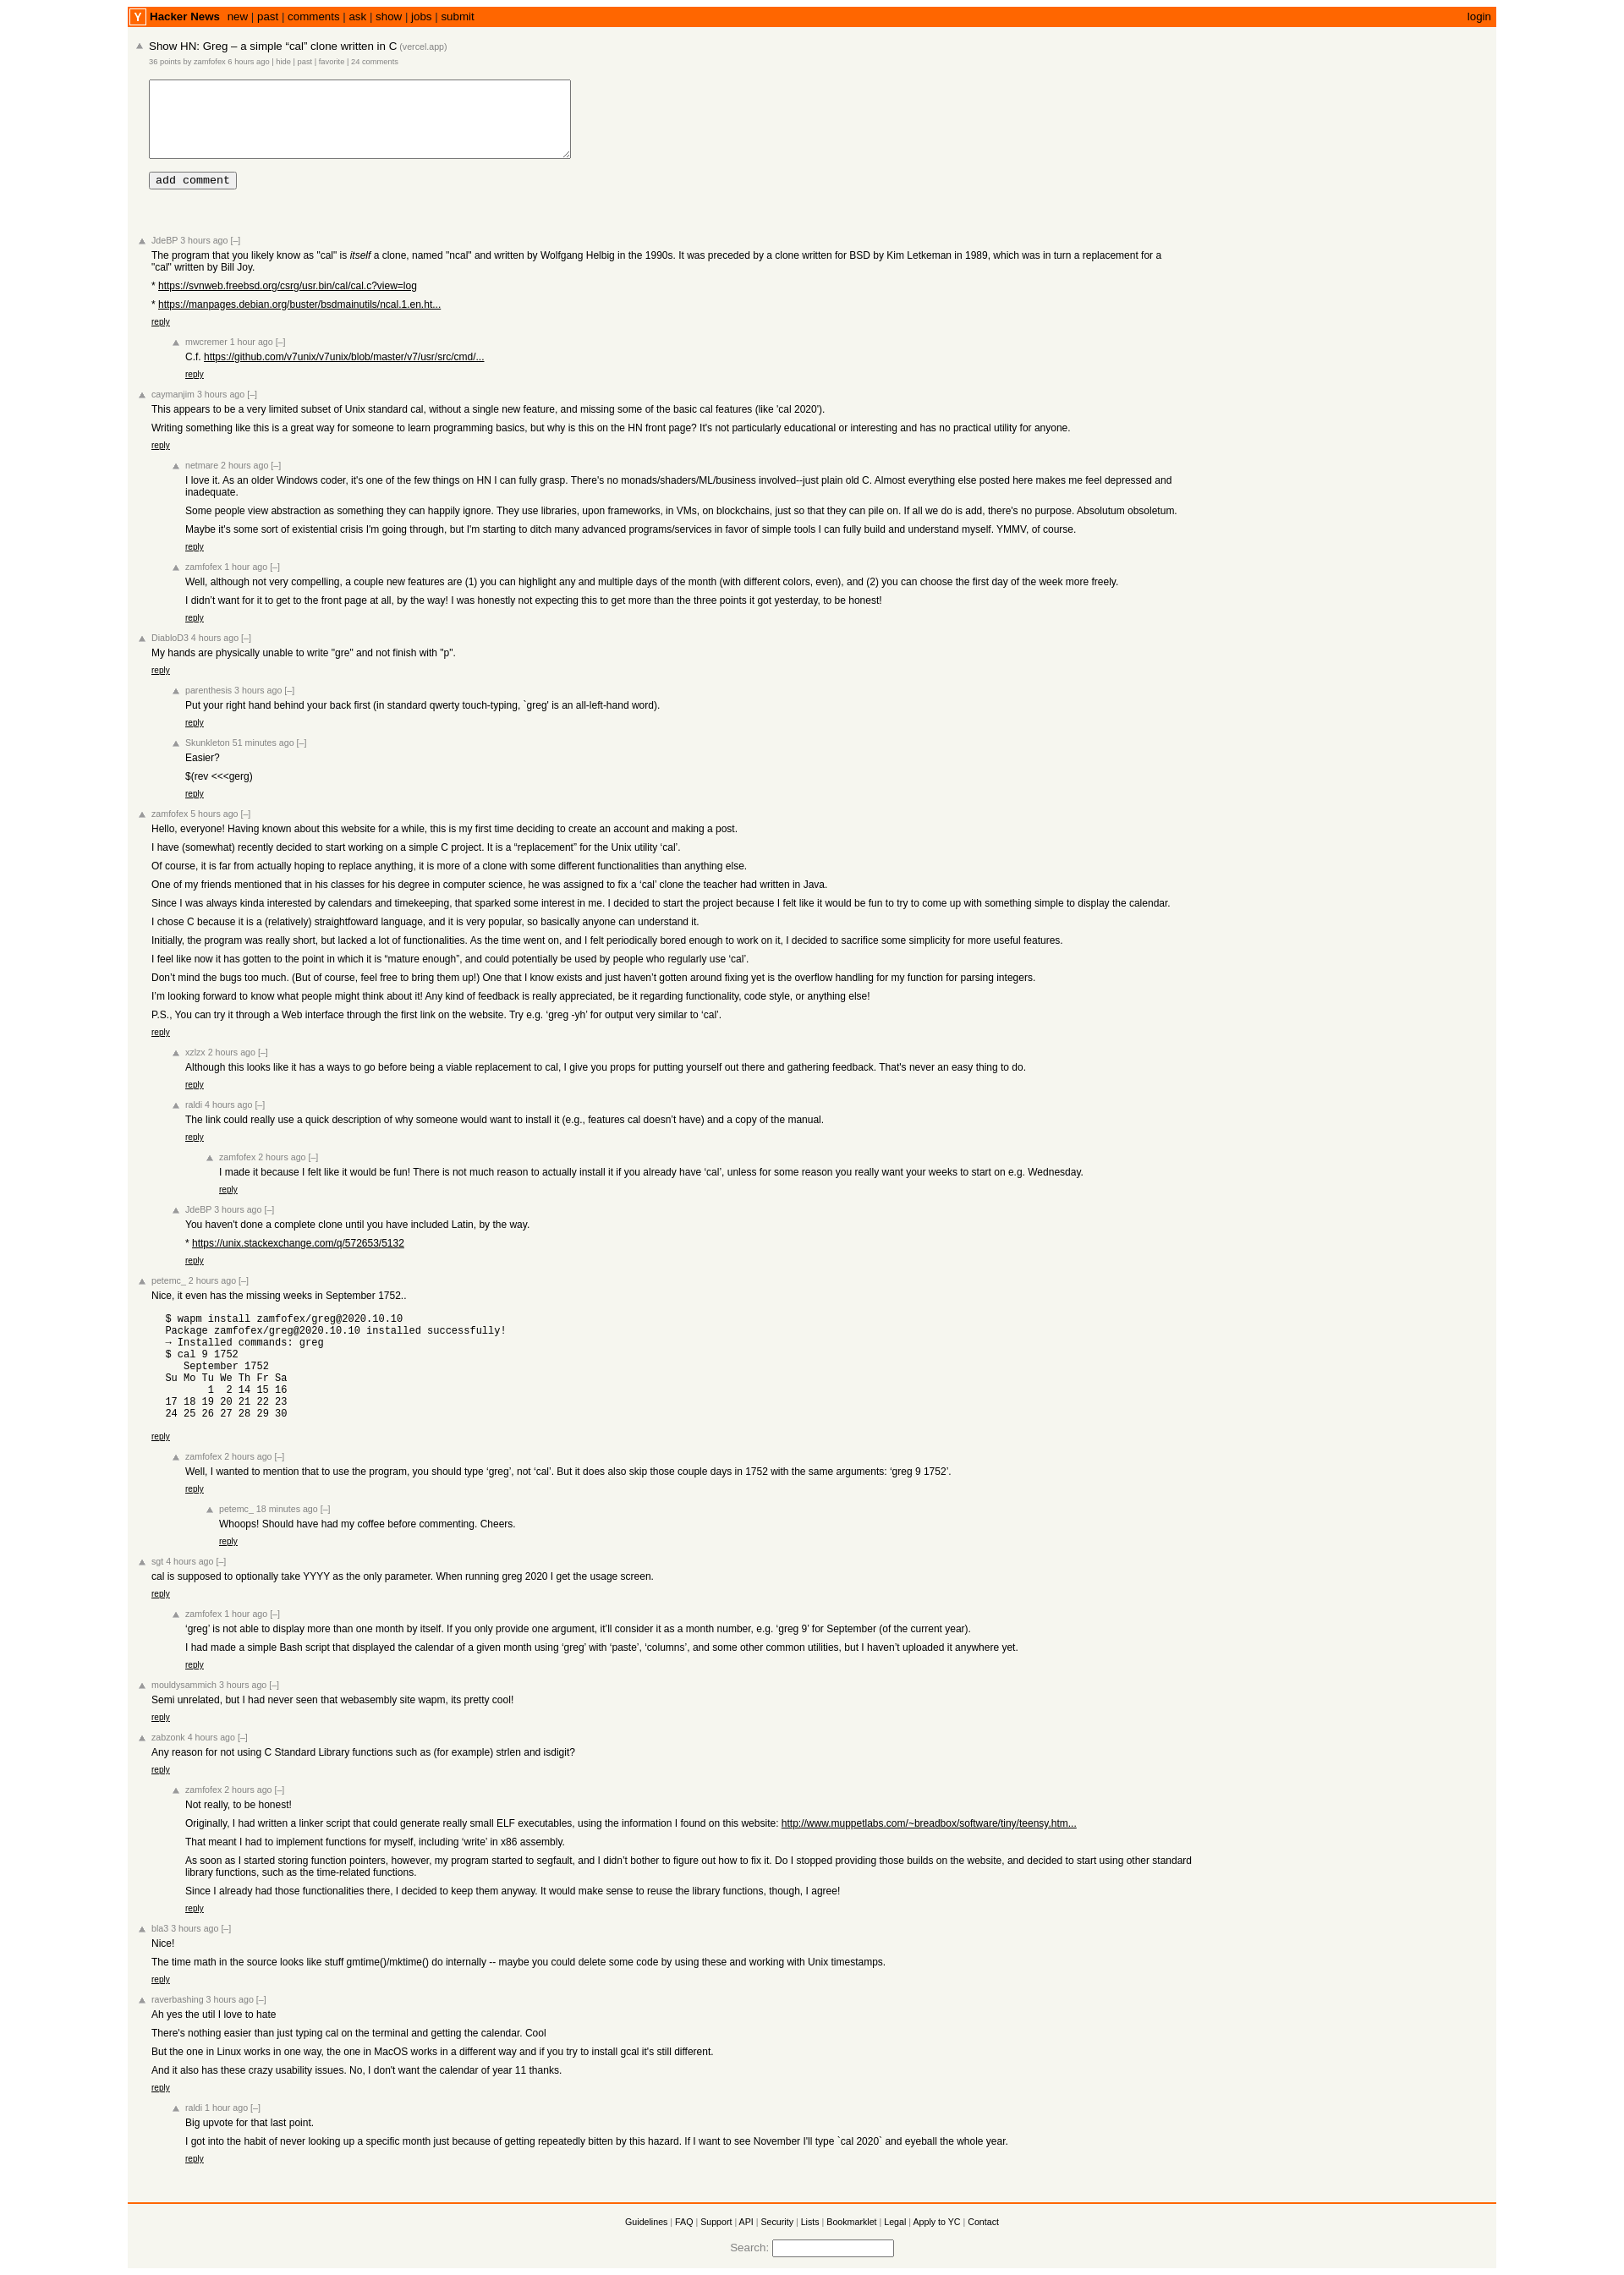 Y Hacker News new | past | comments | ask | show | jobs | submit login
Show HN: Greg – a simple “cal” clone written in C (vercel.app)
36 points by zamfofex 6 hours ago | hide | past | favorite | 24 comments
add comment
JdeBP 3 hours ago [–]
The program that you likely know as "cal" is itself a clone, named "ncal" and written by Wolfgang Helbig in the 1990s. It was preceded by a clone written for BSD by Kim Letkeman in 1989, which was in turn a replacement for a
"cal" written by Bill Joy.
* https://svnweb.freebsd.org/csrg/usr.bin/cal/cal.c?view=log
* https://manpages.debian.org/buster/bsdmainutils/ncal.1.en.ht...
reply
mwcremer 1 hour ago [–]
C.f. https://github.com/v7unix/v7unix/blob/master/v7/usr/src/cmd/...
reply
caymanjim 3 hours ago [–]
This appears to be a very limited subset of Unix standard cal, without a single new feature, and missing some of the basic cal features (like 'cal 2020').
Writing something like this is a great way for someone to learn programming basics, but why is this on the HN front page? It's not particularly educational or interesting and has no practical utility for anyone.
reply
netmare 2 hours ago [–]
I love it. As an older Windows coder, it's one of the few things on HN I can fully grasp. There's no monads/shaders/ML/business involved--just plain old C. Almost everything else posted here makes me feel depressed and
inadequate.
Some people view abstraction as something they can happily ignore. They use libraries, upon frameworks, in VMs, on blockchains, just so that they can pile on. If all we do is add, there's no purpose. Absolutum obsoletum.
Maybe it's some sort of existential crisis I'm going through, but I'm starting to ditch many advanced programs/services in favor of simple tools I can fully build and understand myself. YMMV, of course.
reply
zamfofex 1 hour ago [–]
Well, although not very compelling, a couple new features are (1) you can highlight any and multiple days of the month (with different colors, even), and (2) you can choose the first day of the week more freely.
I didn’t want for it to get to the front page at all, by the way! I was honestly not expecting this to get more than the three points it got yesterday, to be honest!
reply
DiabloD3 4 hours ago [–]
My hands are physically unable to write "gre" and not finish with "p".
reply
parenthesis 3 hours ago [–]
Put your right hand behind your back first (in standard qwerty touch-typing, `greg' is an all-left-hand word).
reply
Skunkleton 51 minutes ago [–]
Easier?
$(rev <<<gerg)
reply
zamfofex 5 hours ago [–]
Hello, everyone! Having known about this website for a while, this is my first time deciding to create an account and making a post.
I have (somewhat) recently decided to start working on a simple C project. It is a “replacement” for the Unix utility ‘cal’.
Of course, it is far from actually hoping to replace anything, it is more of a clone with some different functionalities than anything else.
One of my friends mentioned that in his classes for his degree in computer science, he was assigned to fix a ‘cal’ clone the teacher had written in Java.
Since I was always kinda interested by calendars and timekeeping, that sparked some interest in me. I decided to start the project because I felt like it would be fun to try to come up with something simple to display the calendar.
I chose C because it is a (relatively) straightfoward language, and it is very popular, so basically anyone can understand it.
Initially, the program was really short, but lacked a lot of functionalities. As the time went on, and I felt periodically bored enough to work on it, I decided to sacrifice some simplicity for more useful features.
I feel like now it has gotten to the point in which it is “mature enough”, and could potentially be used by people who regularly use ‘cal’.
Don’t mind the bugs too much. (But of course, feel free to bring them up!) One that I know exists and just haven’t gotten around fixing yet is the overflow handling for my function for parsing integers.
I’m looking forward to know what people might think about it! Any kind of feedback is really appreciated, be it regarding functionality, code style, or anything else!
P.S., You can try it through a Web interface through the first link on the website. Try e.g. ‘greg -yh’ for output very similar to ‘cal’.
reply
xzlzx 2 hours ago [–]
Although this looks like it has a ways to go before being a viable replacement to cal, I give you props for putting yourself out there and gathering feedback. That's never an easy thing to do.
reply
raldi 4 hours ago [–]
The link could really use a quick description of why someone would want to install it (e.g., features cal doesn’t have) and a copy of the manual.
reply
zamfofex 2 hours ago [–]
I made it because I felt like it would be fun! There is not much reason to actually install it if you already have ‘cal’, unless for some reason you really want your weeks to start on e.g. Wednesday.
reply
JdeBP 3 hours ago [–]
You haven't done a complete clone until you have included Latin, by the way.
* https://unix.stackexchange.com/q/572653/5132
reply
petemc_ 2 hours ago [–]
Nice, it even has the missing weeks in September 1752..
$ wapm install zamfofex/greg@2020.10.10
Package zamfofex/greg@2020.10.10 installed successfully!
→ Installed commands: greg
$ cal 9 1752
September 1752
Su Mo Tu We Th Fr Sa
1 2 14 15 16
17 18 19 20 21 22 23
24 25 26 27 28 29 30
reply
zamfofex 2 hours ago [–]
Well, I wanted to mention that to use the program, you should type ‘greg’, not ‘cal’. But it does also skip those couple days in 1752 with the same arguments: ‘greg 9 1752’.
reply
petemc_ 18 minutes ago [–]
Whoops! Should have had my coffee before commenting. Cheers.
reply
sgt 4 hours ago [–]
cal is supposed to optionally take YYYY as the only parameter. When running greg 2020 I get the usage screen.
reply
zamfofex 1 hour ago [–]
‘greg’ is not able to display more than one month by itself. If you only provide one argument, it’ll consider it as a month number, e.g. ‘greg 9’ for September (of the current year).
I had made a simple Bash script that displayed the calendar of a given month using ‘greg’ with ‘paste’, ‘columns’, and some other common utilities, but I haven’t uploaded it anywhere yet.
reply
mouldysammich 3 hours ago [–]
Semi unrelated, but I had never seen that webasembly site wapm, its pretty cool!
reply
zabzonk 4 hours ago [–]
Any reason for not using C Standard Library functions such as (for example) strlen and isdigit?
reply
zamfofex 2 hours ago [–]
Not really, to be honest!
Originally, I had written a linker script that could generate really small ELF executables, using the information I found on this website: http://www.muppetlabs.com/~breadbox/software/tiny/teensy.htm...
That meant I had to implement functions for myself, including ‘write’ in x86 assembly.
As soon as I started storing function pointers, however, my program started to segfault, and I didn’t bother to figure out how to fix it. Do I stopped providing those builds on the website, and decided to start using other standard
library functions, such as the time-related functions.
Since I already had those functionalities there, I decided to keep them anyway. It would make sense to reuse the library functions, though, I agree!
reply
bla3 3 hours ago [–]
Nice!
The time math in the source looks like stuff gmtime()/mktime() do internally -- maybe you could delete some code by using these and working with Unix timestamps.
reply
raverbashing 3 hours ago [–]
Ah yes the util I love to hate
There's nothing easier than just typing cal on the terminal and getting the calendar. Cool
But the one in Linux works in one way, the one in MacOS works in a different way and if you try to install gcal it's still different.
And it also has these crazy usability issues. No, I don't want the calendar of year 11 thanks.
reply
raldi 1 hour ago [–]
Big upvote for that last point.
I got into the habit of never looking up a specific month just because of getting repeatedly bitten by this hazard. If I want to see November I'll type `cal 2020` and eyeball the whole year.
reply
Guidelines | FAQ | Support | API | Security | Lists | Bookmarklet | Legal | Apply to YC | Contact
Search: